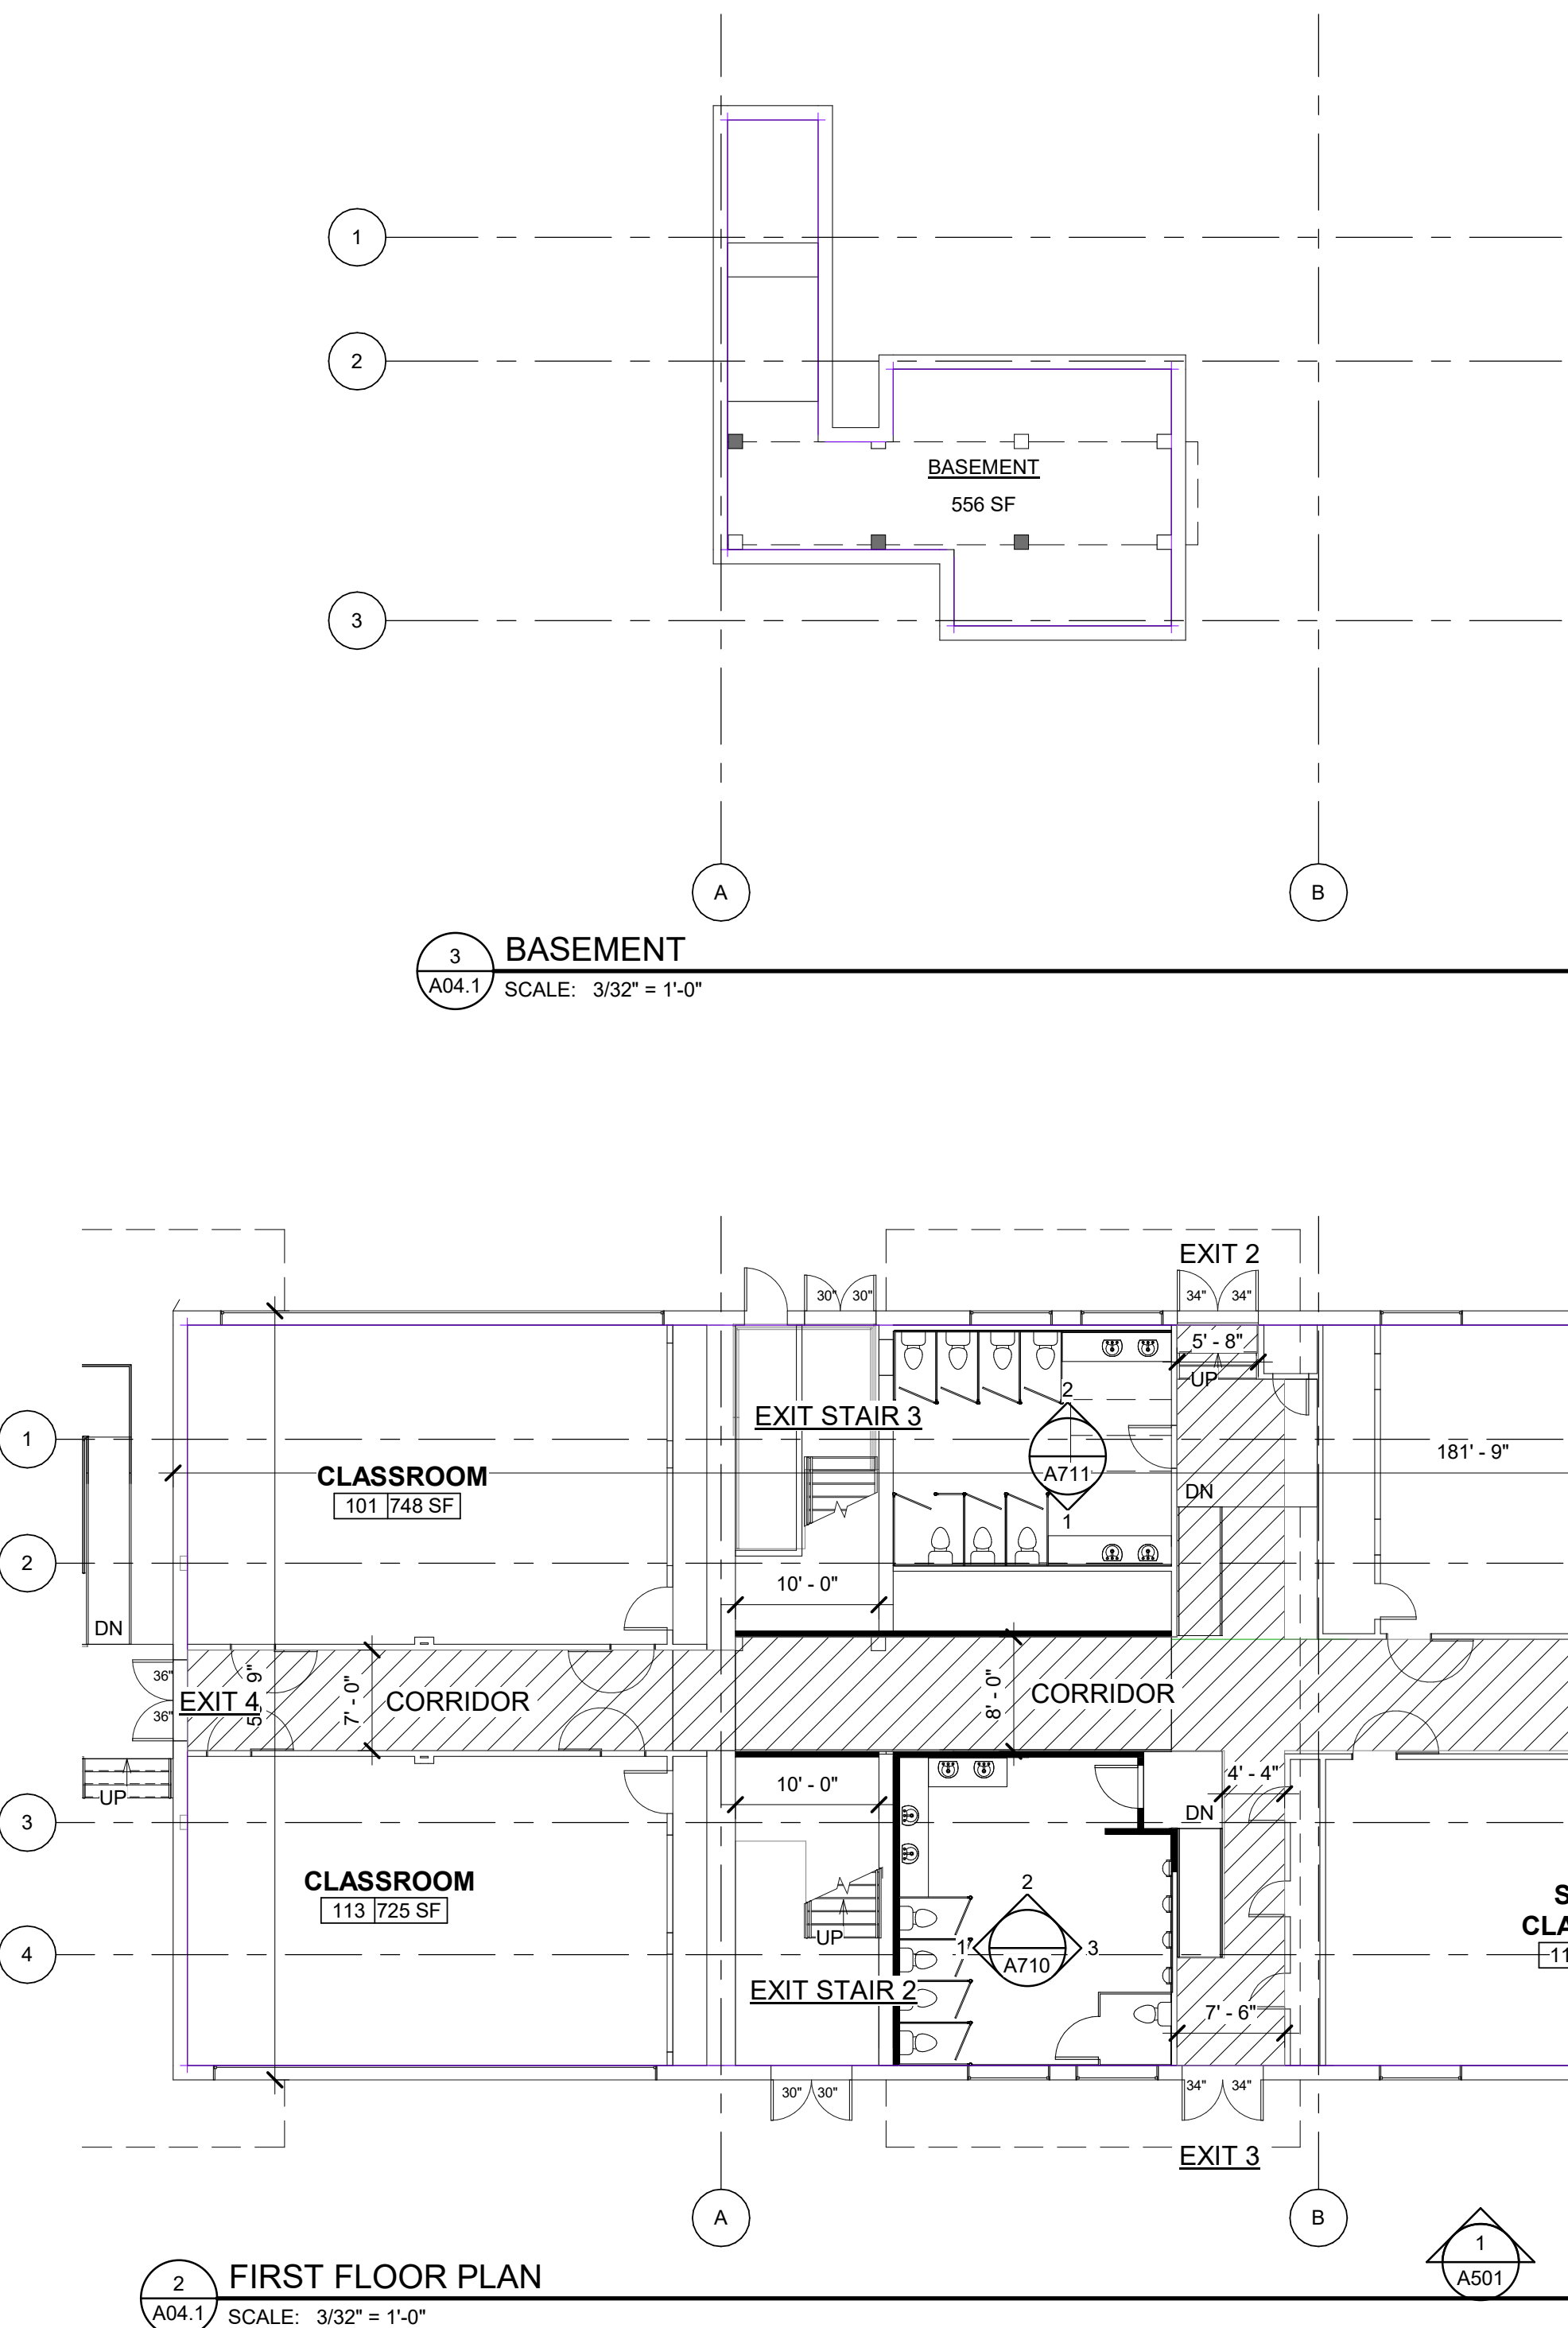 1
2
BASEMENT
556 SF
3
A
B
3
BASEMENT
A04.1
SCALE: 3/32" = 1'-0"
EXIT 2
30" 30"
34" 34"
5' - 8"
UP
2
EXIT STAIR 3
1
181' - 9"
CLASSROOM
A711
101 748 SF
DN
1
2
10' - 0"
DN
36"
EXIT 4
7' - 0"
CORRIDOR
8' - 0"
CORRIDOR
36"
4' - 4"
10' - 0"
UP
DN
3
CLASSROOM
113 725 SF
2
S
CLA
UP
1
3
4
11
A710
EXIT STAIR 2
7' - 6"
30" 30"
34" 34"
EXIT 3
A
B
1
2
FIRST FLOOR PLAN
A501
A04.1
SCALE: 3/32" = 1'-0"